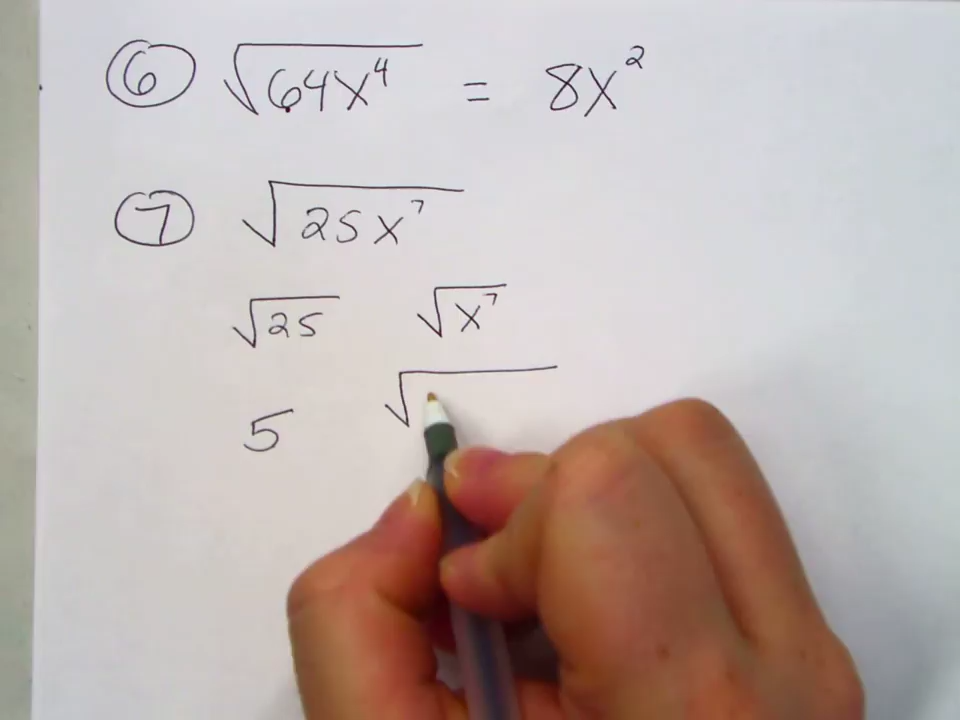 ⑥ √64x⁴ = 8x²
⑦ √25x⁷
√25 √x⁷
5 √